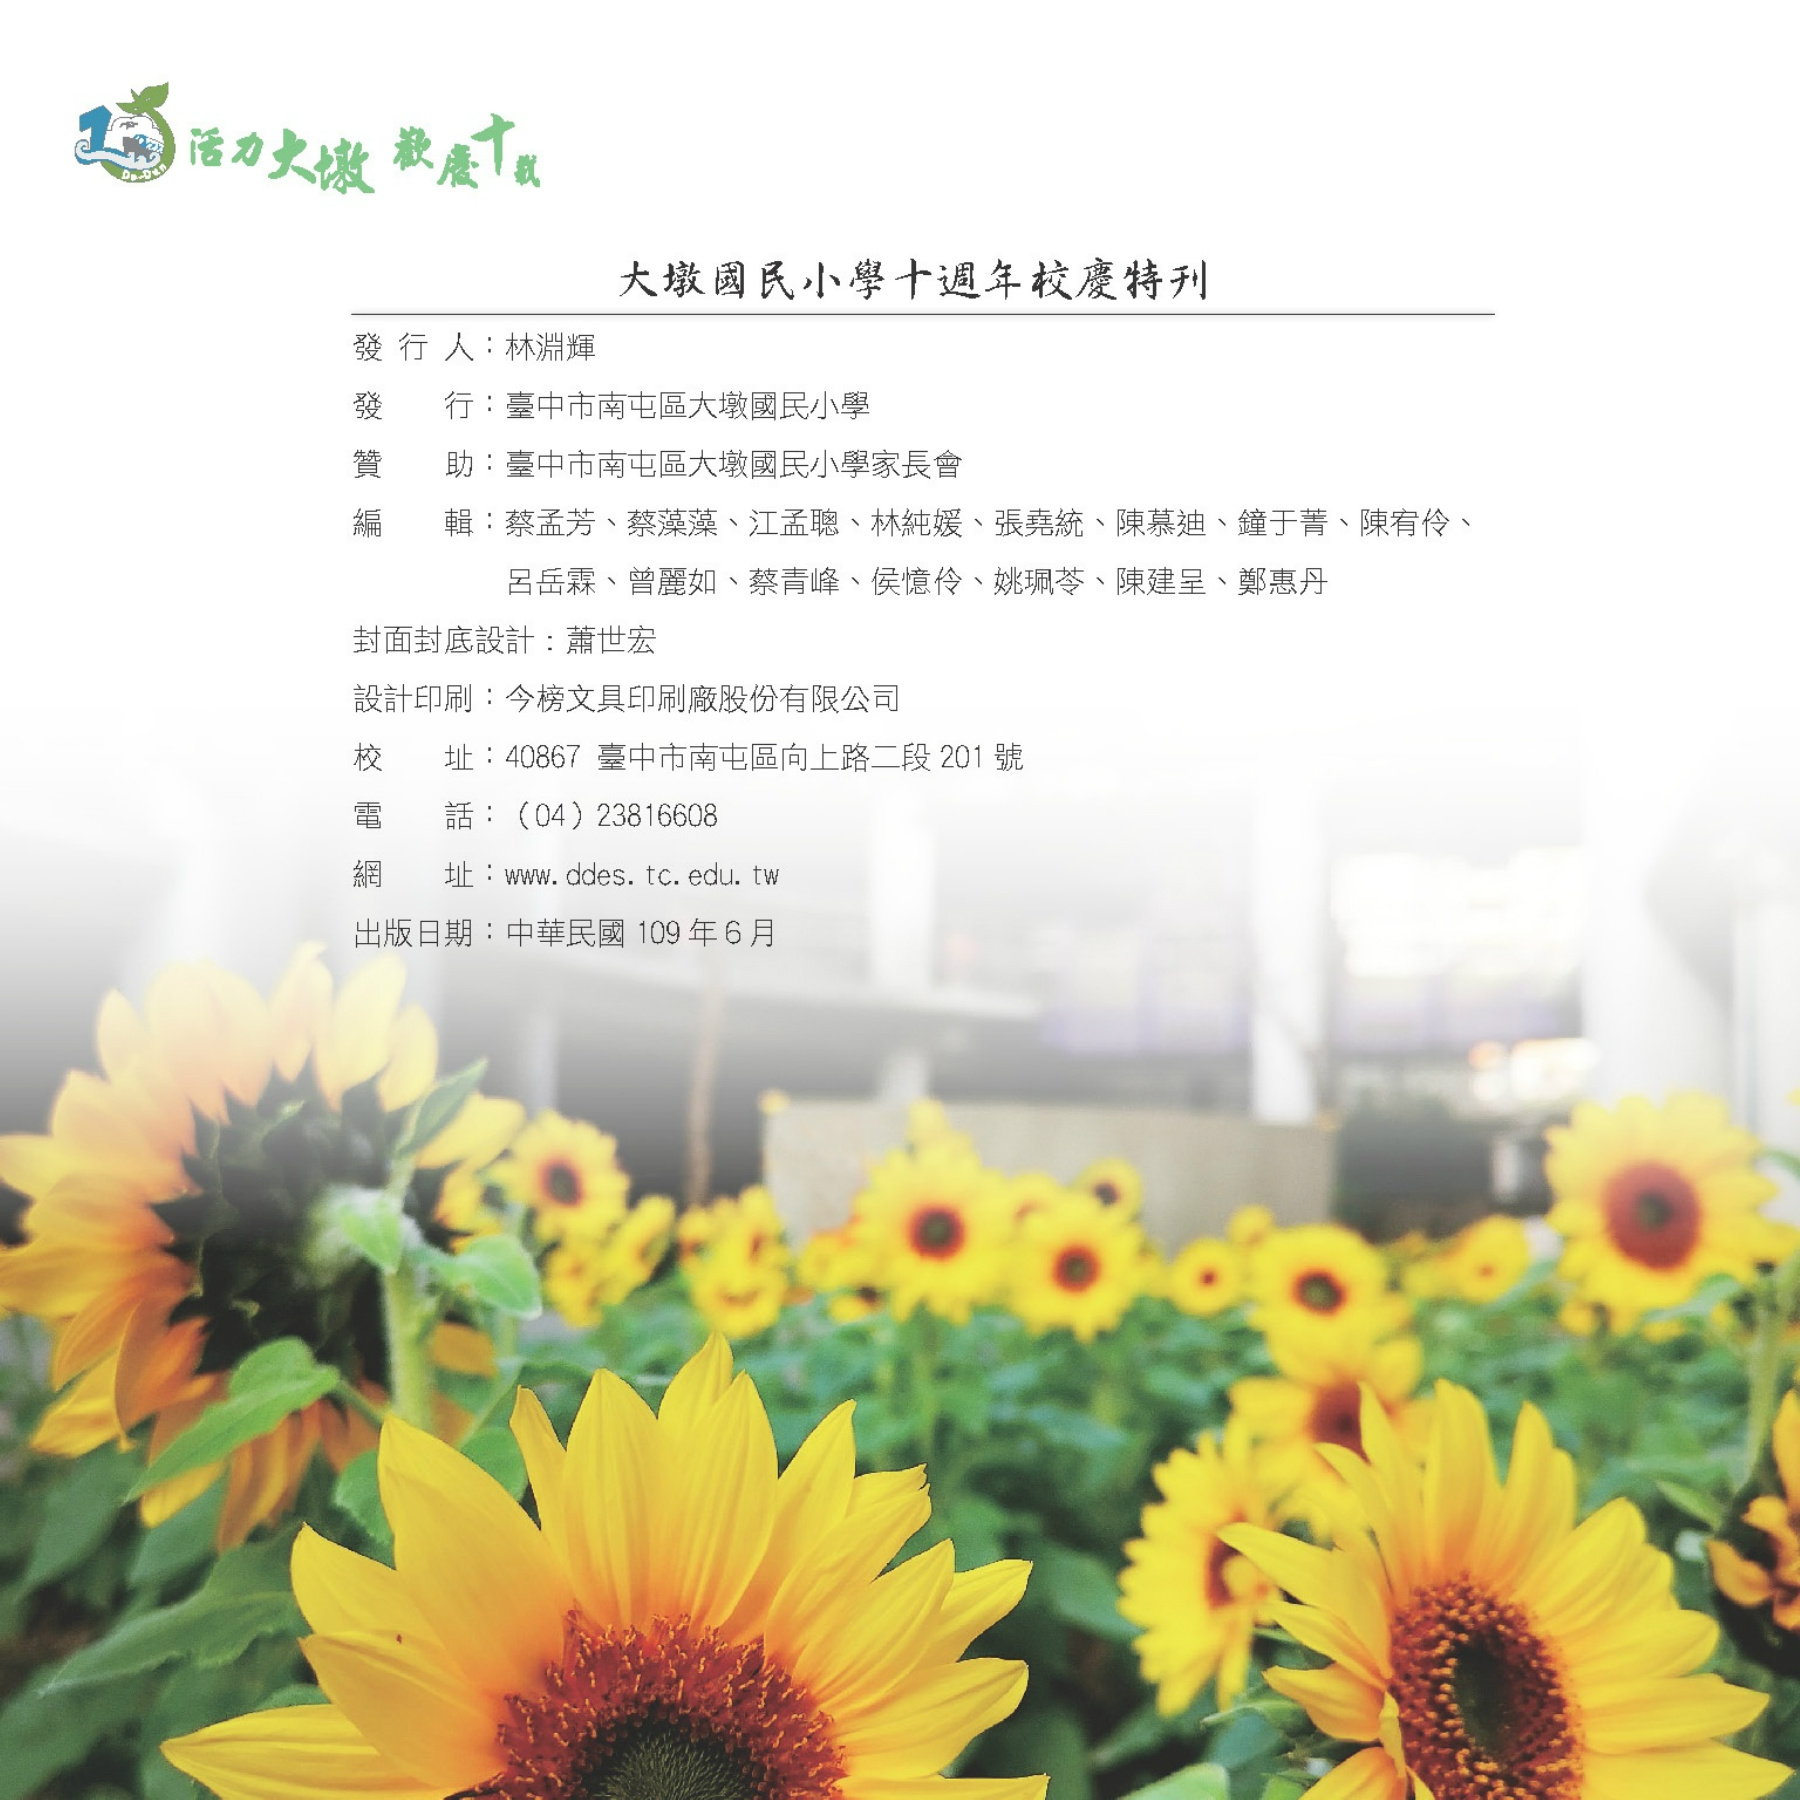 活力大墩 歡慶十載
Da-Dun
大墩國民小學十週年校慶特刊
發 行 人：林淵輝
發　　行：臺中市南屯區大墩國民小學
贊　　助：臺中市南屯區大墩國民小學家長會
編　　輯：蔡孟芳、蔡藻藻、江孟聰、林純媛、張堯統、陳慕迪、鐘于菁、陳宥伶、
呂岳霖、曾麗如、蔡青峰、侯憶伶、姚珮苓、陳建呈、鄭惠丹
封面封底設計：蕭世宏
設計印刷：今榜文具印刷廠股份有限公司
校　　址：40867 臺中市南屯區向上路二段 201 號
電　　話：（04）23816608
網　　址：www.ddes.tc.edu.tw
出版日期：中華民國 109 年 6 月